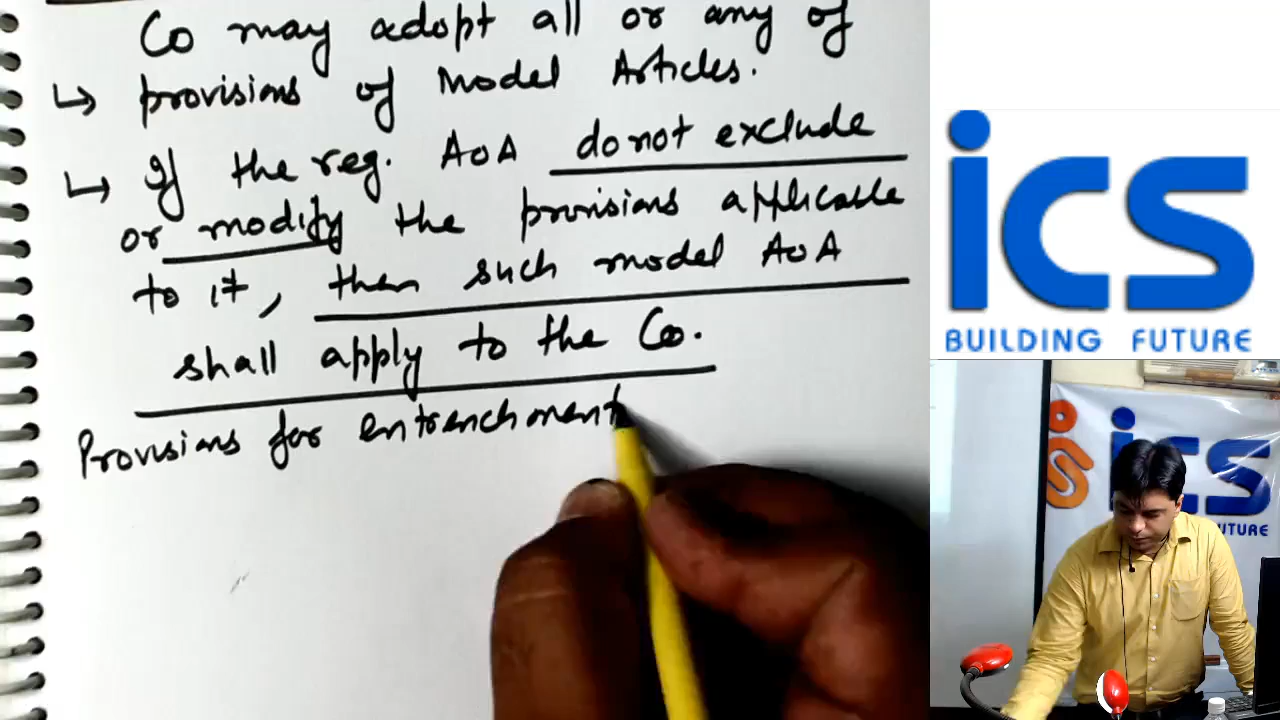 Co may adopt all or any of
↳ provisions of Model Articles.
↳ If the reg. AOA do not exclude
or modify the provisions applicable
to it, then such model AOA
shall apply to the Co.
Provisions for entrenchment
ics
BUILDING FUTURE
ics
FUTURE